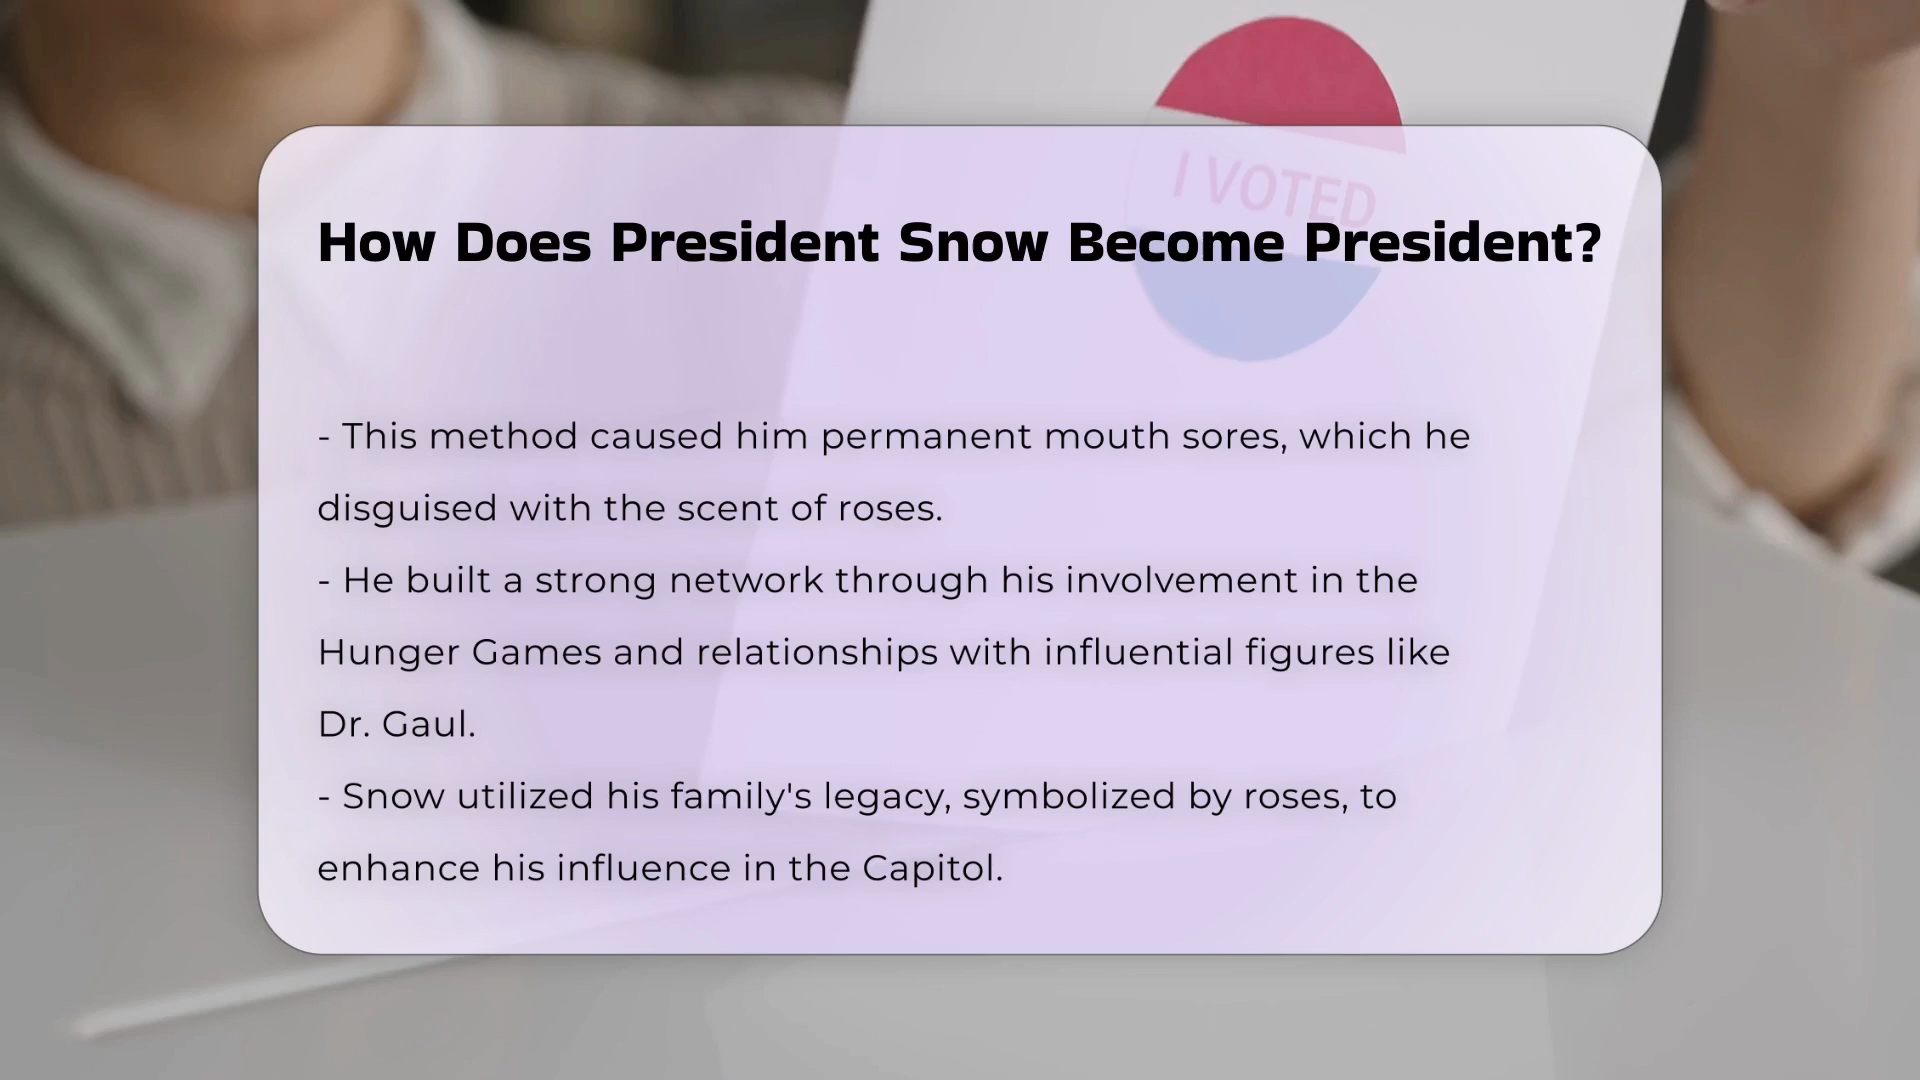 I VOTED
How Does President Snow Become President?
- This method caused him permanent mouth sores, which he
disguised with the scent of roses.
- He built a strong network through his involvement in the
Hunger Games and relationships with influential figures like
Dr. Gaul.
- Snow utilized his family's legacy, symbolized by roses, to
enhance his influence in the Capitol.